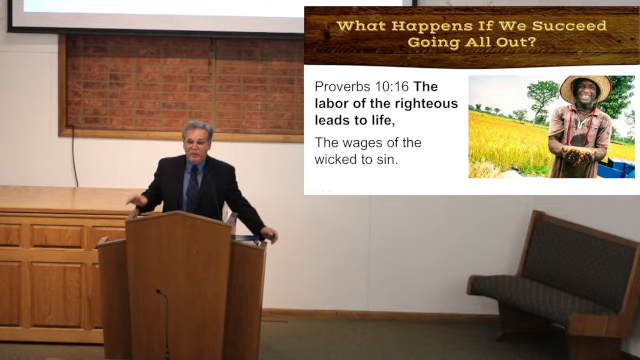 What Happens If We Succeed
Going All Out?
Proverbs 10:16 The
labor of the righteous
leads to life,
The wages of the
wicked to sin.